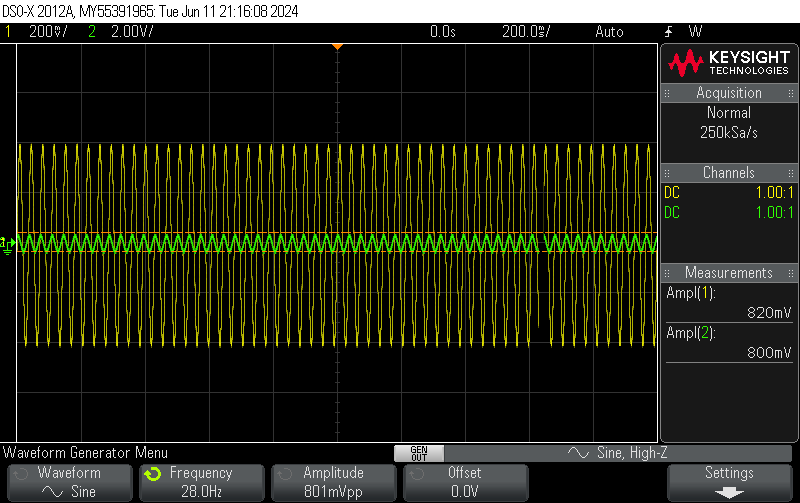 DSO-X 2012A, MY55391965: Tue Jun 11 21:16:08 2024
1 200mV/ 2 2.00V/ 0.0s 200.0ms/ Auto W
KEYSIGHT
TECHNOLOGIES
Acquisition
Normal
250kSa/s
Channels
DC 1.00:1
DC 1.00:1
Measurements
Ampl(1):
820mV
Ampl(2):
800mV
Waveform Generator Menu
GEN
OUT
Sine, High-Z
Waveform
Sine
Frequency
28.0Hz
Amplitude
801mVpp
Offset
0.0V
Settings